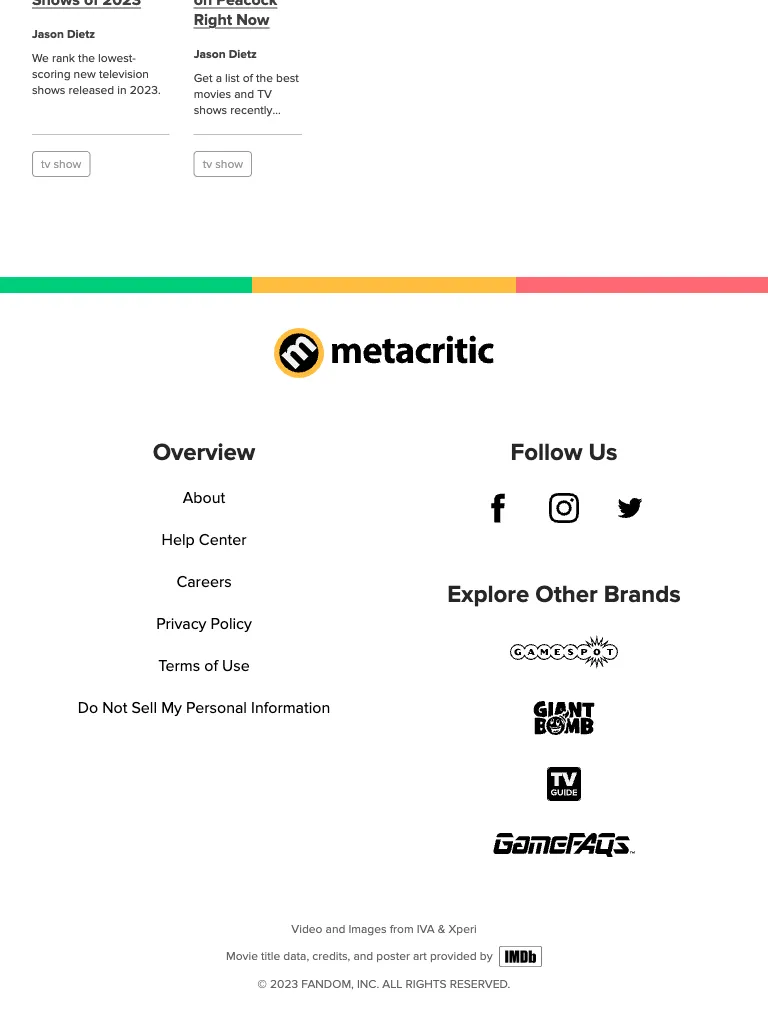 Shows of 2023
Jason Dietz
We rank the lowest-
scoring new television
shows released in 2023.
tv show
on Peacock
Right Now
Jason Dietz
Get a list of the best
movies and TV
shows recently...
tv show
metacritic
Overview
About
Help Center
Careers
Privacy Policy
Terms of Use
Do Not Sell My Personal Information
Follow Us
Explore Other Brands
GAMESPOT
GIANT
BOMB
TV
GUIDE
GameFAQs™
Video and Images from IVA & Xperi
Movie title data, credits, and poster art provided by IMDb
© 2023 FANDOM, INC. ALL RIGHTS RESERVED.